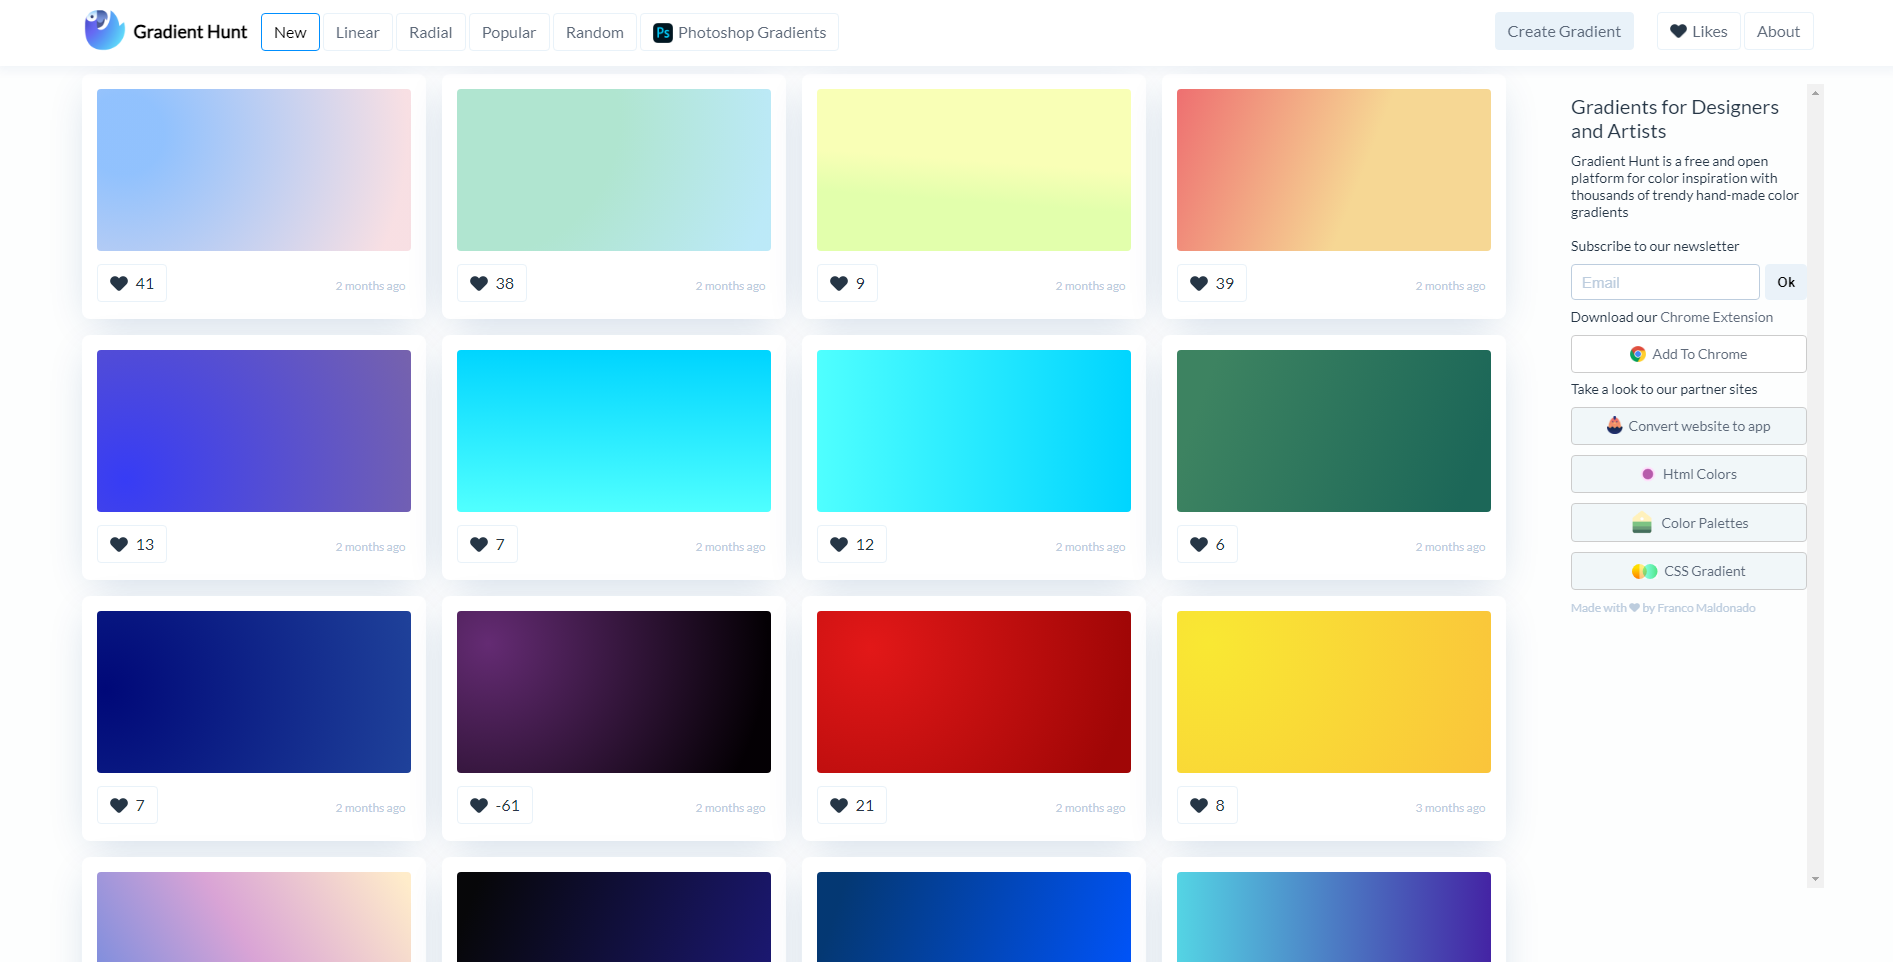 Gradient Hunt
New
Linear
Radial
Popular
Random
Ps Photoshop Gradients
Create Gradient
Likes
About
41
2 months ago
38
2 months ago
9
2 months ago
39
2 months ago
13
2 months ago
7
2 months ago
12
2 months ago
6
2 months ago
7
2 months ago
-61
2 months ago
21
2 months ago
8
3 months ago
Gradients for Designers
and Artists
Gradient Hunt is a free and open
platform for color inspiration with
thousands of trendy hand-made color
gradients
Subscribe to our newsletter
Email
Ok
Download our Chrome Extension
Add To Chrome
Take a look to our partner sites
Convert website to app
Html Colors
Color Palettes
CSS Gradient
Made with ♥ by Franco Maldonado